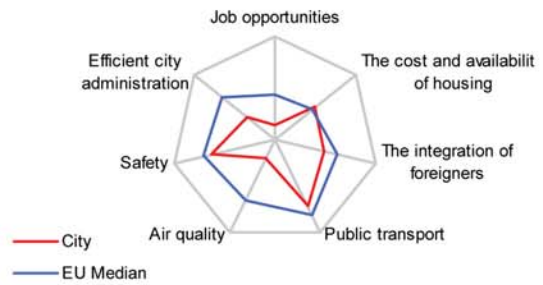 Job opportunities
Efficient city
administration
The cost and availabilit
of housing
Safety
The integration of
foreigners
Air quality
Public transport
City
EU Median